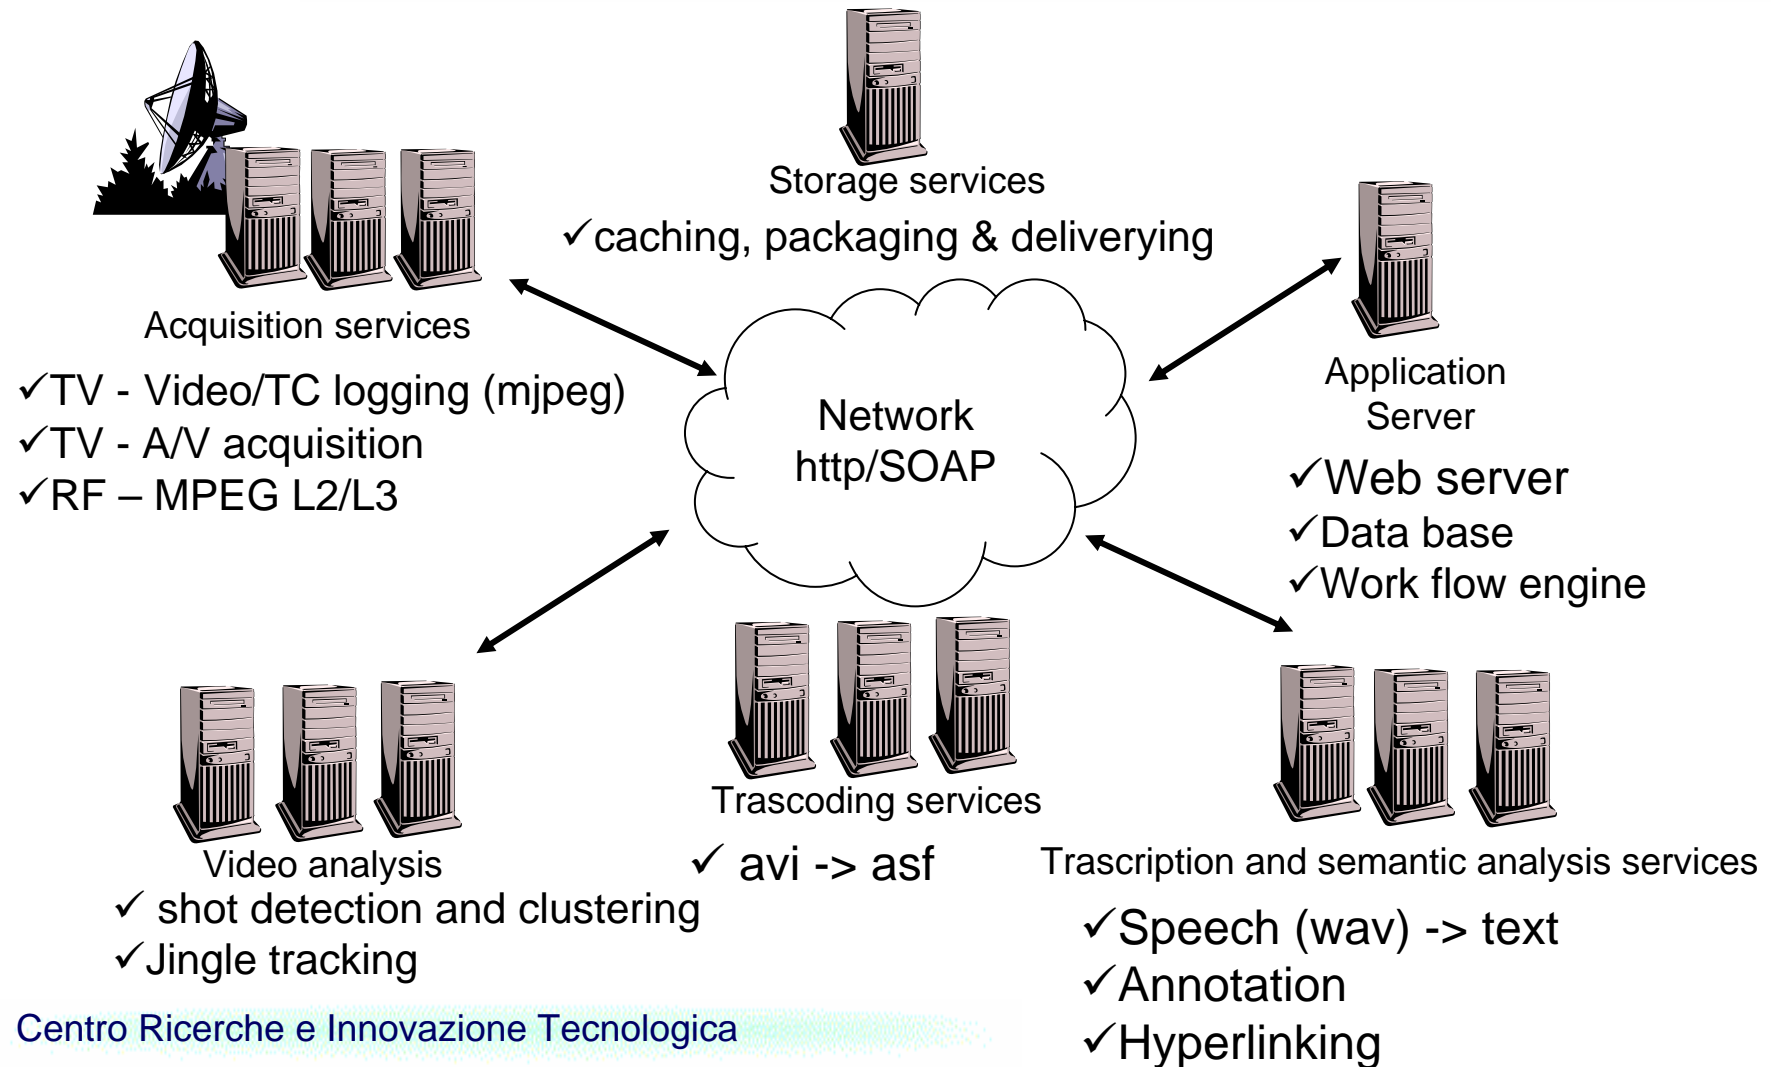 Storage services
✓caching, packaging & deliverying
Acquisition services
✓TV - Video/TC logging (mjpeg)
✓TV - A/V acquisition
✓RF – MPEG L2/L3
Network
http/SOAP
Application
Server
✓Web server
✓Data base
✓Work flow engine
Video analysis
✓ shot detection and clustering
✓Jingle tracking
Trascoding services
✓ avi -> asf
Trascription and semantic analysis services
✓Speech (wav) -> text
✓Annotation
✓Hyperlinking
Centro Ricerche e Innovazione Tecnologica